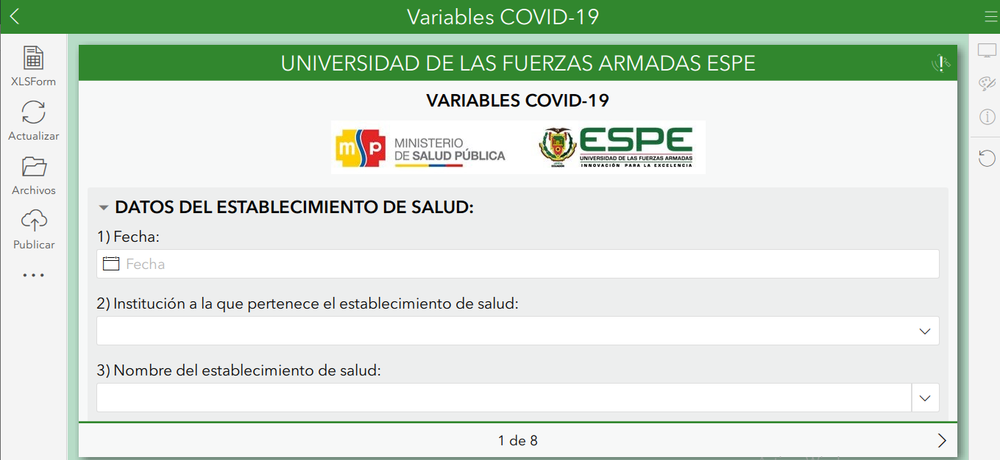 Variables COVID-19
XLSForm
Actualizar
Archivos
Publicar
UNIVERSIDAD DE LAS FUERZAS ARMADAS ESPE
VARIABLES COVID-19
msp
MINISTERIO
DE SALUD PÚBLICA
ESPE
UNIVERSIDAD DE LAS FUERZAS ARMADAS
INNOVACIÓN PARA LA EXCELENCIA
ECUADOR
DATOS DEL ESTABLECIMIENTO DE SALUD:
1) Fecha:
Fecha
2) Institución a la que pertenece el establecimiento de salud:
3) Nombre del establecimiento de salud:
1 de 8